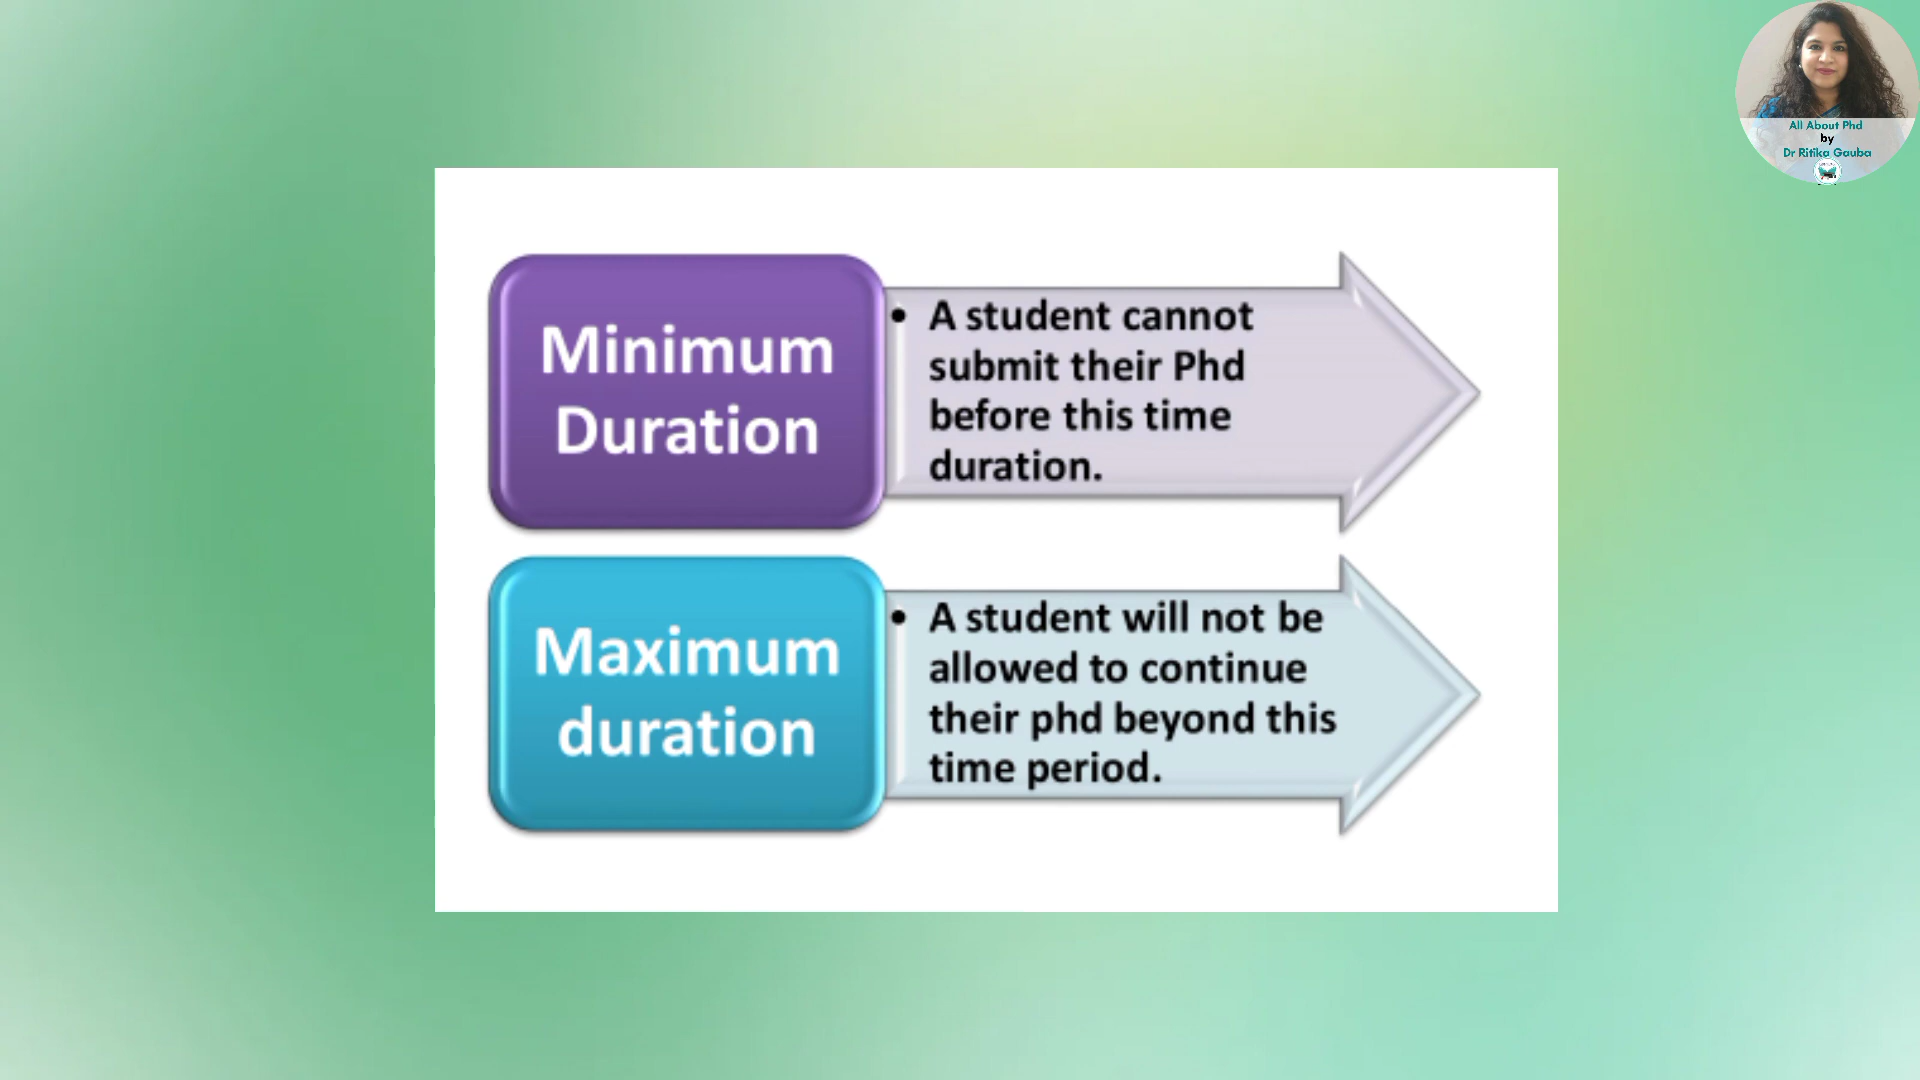 All About Phd
by
Dr Ritika Gauba
Minimum
Duration
• A student cannot
submit their Phd
before this time
duration.
Maximum
duration
• A student will not be
allowed to continue
their phd beyond this
time period.